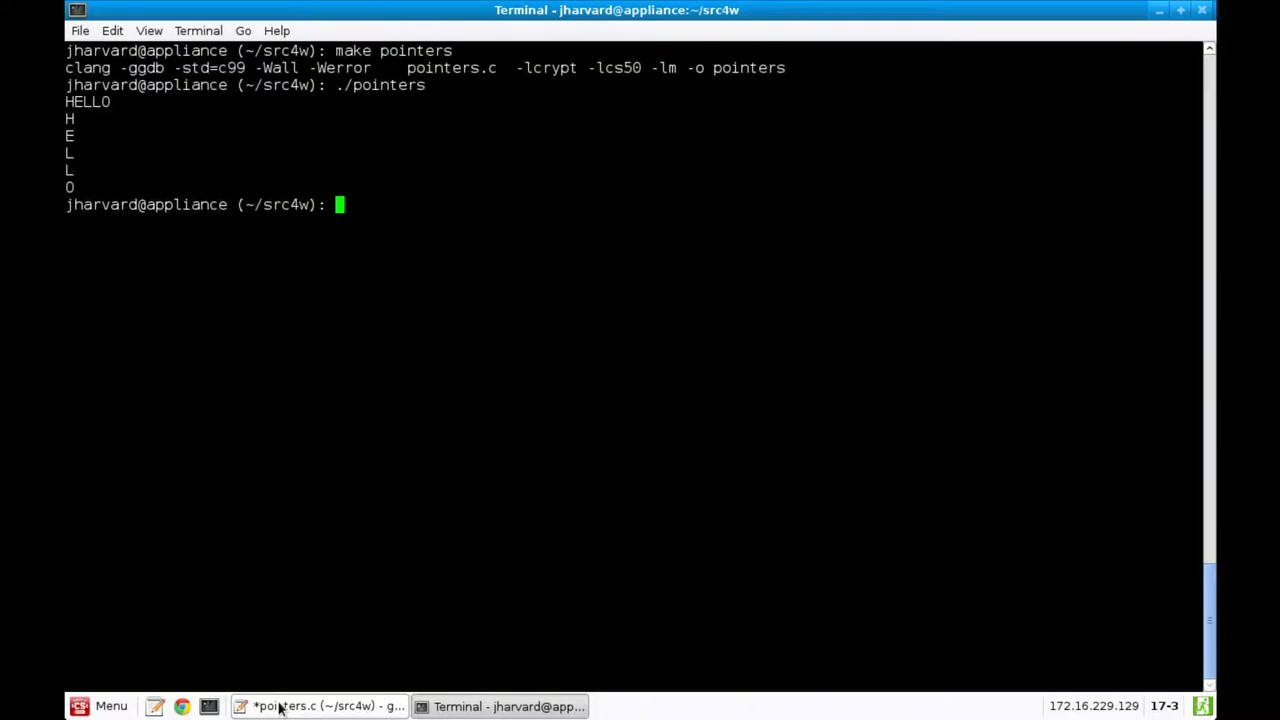 Terminal - jharvard@appliance:~/src4w
File Edit View Terminal Go Help
jharvard@appliance (~/src4w): make pointers
clang -ggdb -std=c99 -Wall -Werror    pointers.c  -lcrypt -lcs50 -lm -o pointers
jharvard@appliance (~/src4w): ./pointers
HELLO
H
E
L
L
O
jharvard@appliance (~/src4w):
Menu *pointers.c (~/src4w) - g... Terminal - jharvard@app... 172.16.229.129 17-3